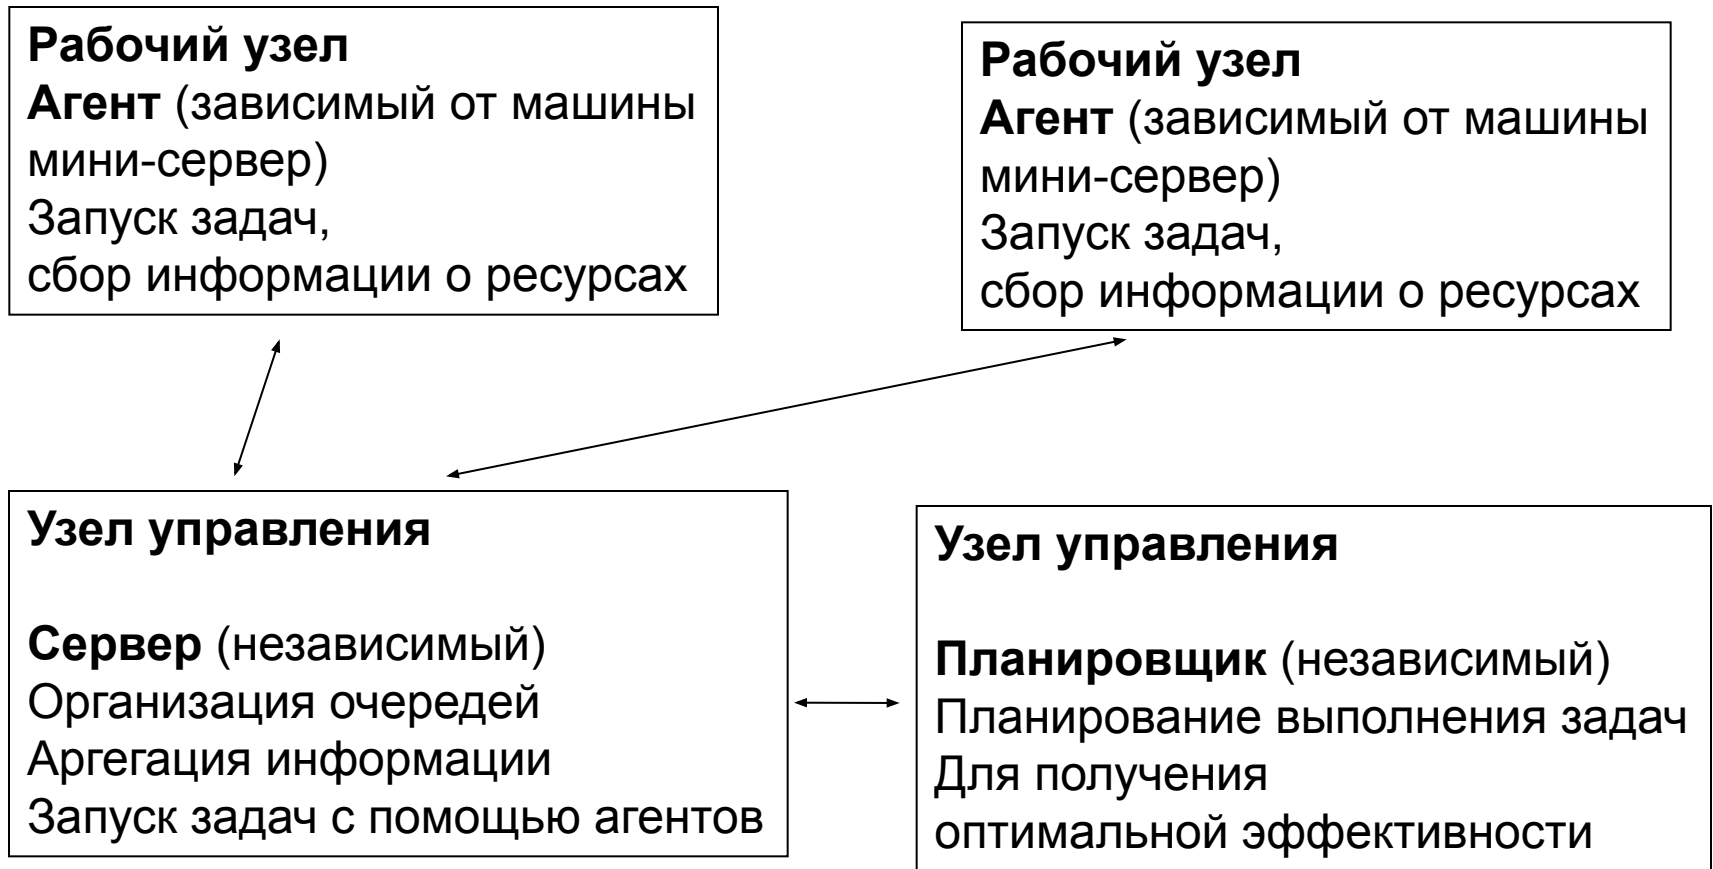 Рабочий узел
Агент (зависимый от машины
мини-сервер)
Запуск задач,
сбор информации о ресурсах
Рабочий узел
Агент (зависимый от машины
мини-сервер)
Запуск задач,
сбор информации о ресурсах
Узел управления
Сервер (независимый)
Организация очередей
Аргегация информации
Запуск задач с помощью агентов
Узел управления
Планировщик (независимый)
Планирование выполнения задач
Для получения
оптимальной эффективности